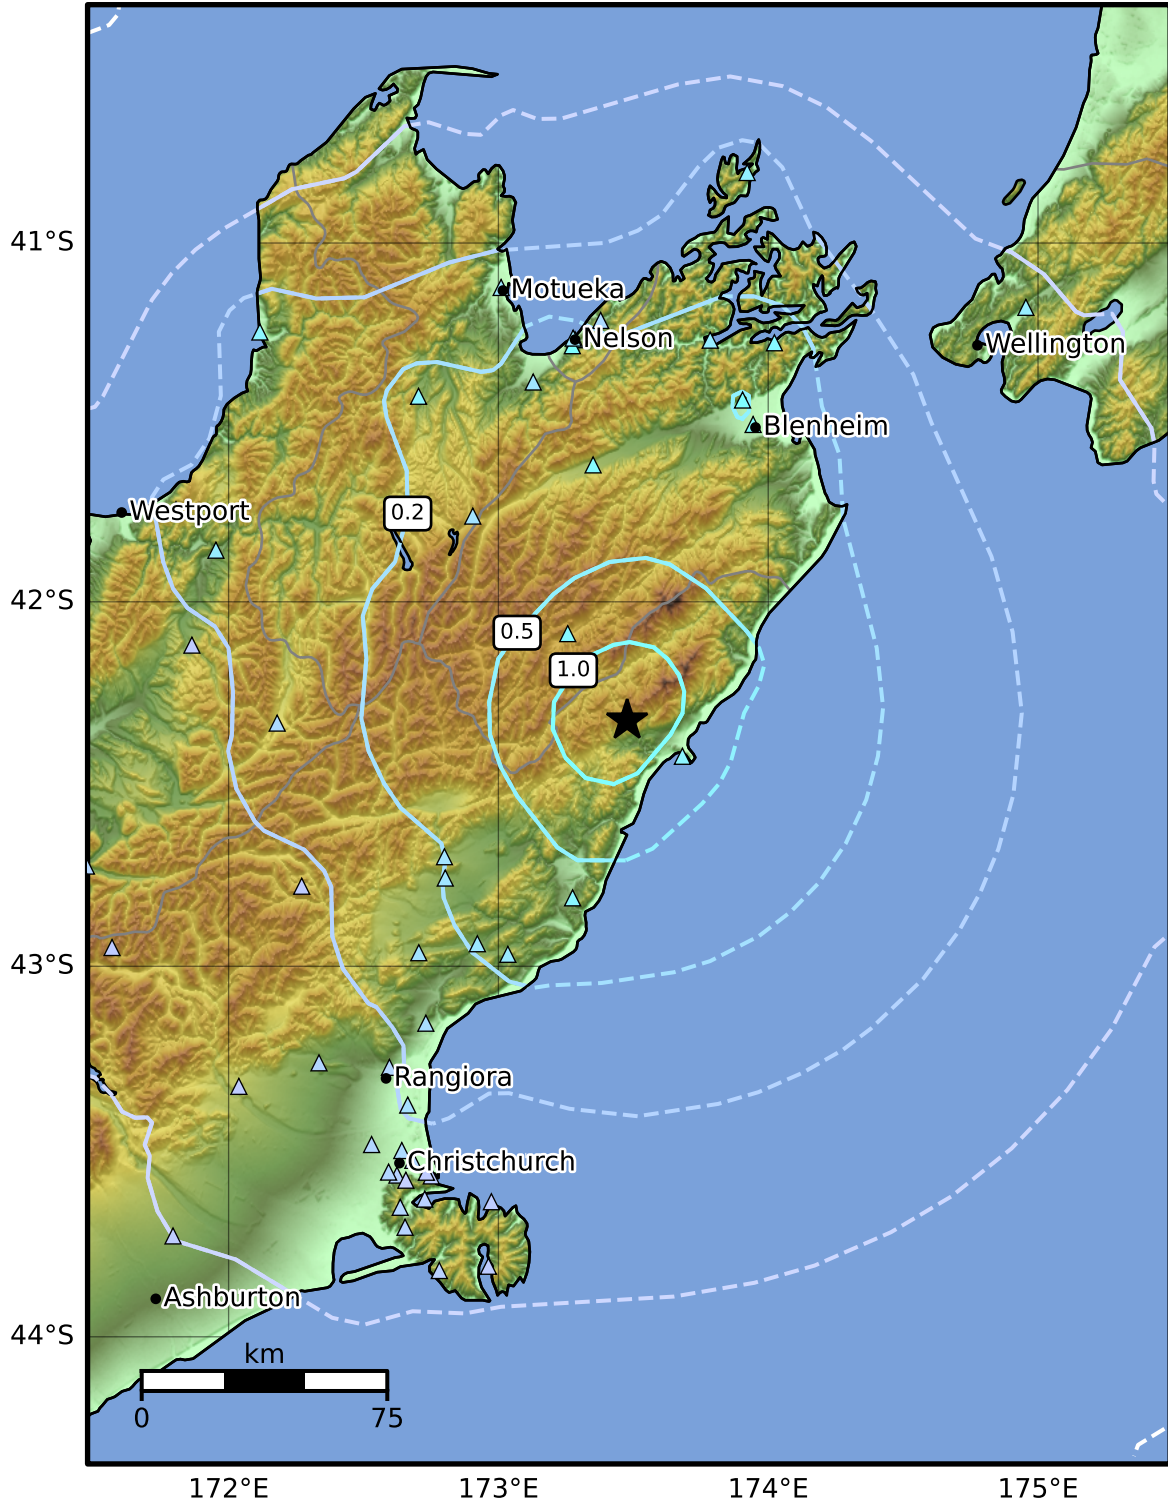 41°S
Motueka
Nelson
Wellington
Blenheim
Westport
0.2
42°S
0.5
1.0
43°S
Rangiora
Christchurch
Ashburton
44°S
km
0
75
172°E
173°E
174°E
175°E